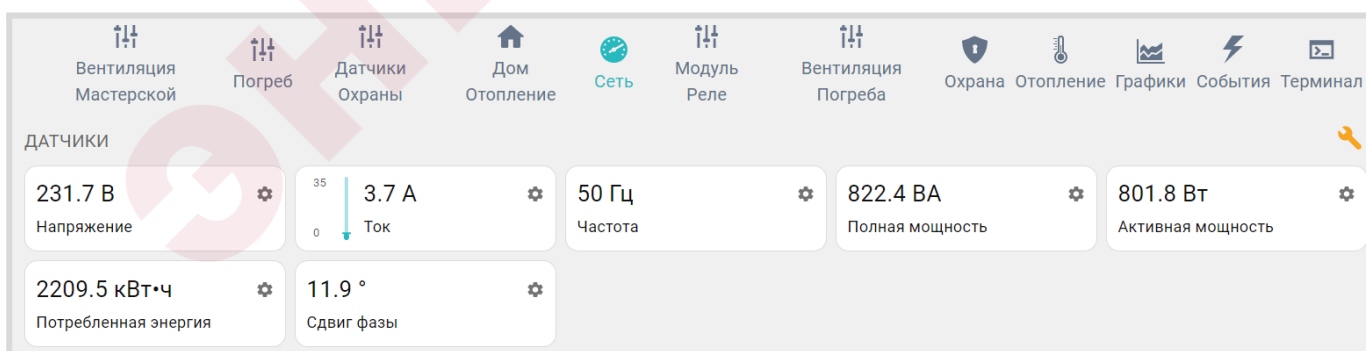 Вентиляция Мастерской
Погреб
Датчики Охраны
Дом Отопление
Сеть
Модуль Реле
Вентиляция Погреба
Охрана
Отопление
Графики
События
Терминал
ДАТЧИКИ
231.7 В
Напряжение
35
0
3.7 А
Ток
50 Гц
Частота
822.4 ВА
Полная мощность
801.8 Вт
Активная мощность
2209.5 кВт•ч
Потребленная энергия
11.9 °
Сдвиг фазы